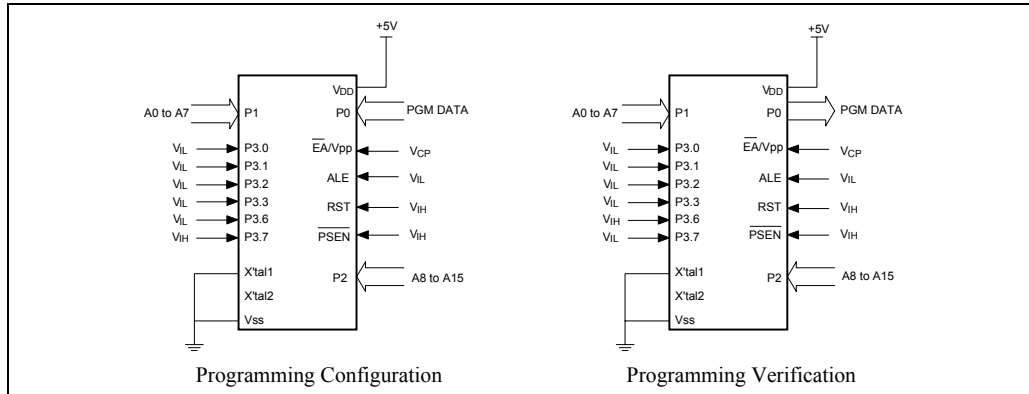 +5V
VDD
A0 to A7 P1 P0 PGM DATA
VIL P3.0 EA/Vpp VCP
VIL P3.1
VIL P3.2 ALE VIL
VIL P3.3
VIL P3.6 RST VIH
VIH P3.7 PSEN VIH
X'tal1 P2 A8 to A15
X'tal2
Vss
Programming Configuration
+5V
VDD
A0 to A7 P1 P0 PGM DATA
VIL P3.0 EA/Vpp VCP
VIL P3.1
VIL P3.2 ALE VIL
VIL P3.3
VIH P3.6 RST VIH
VIL P3.7 PSEN VIH
X'tal1 P2 A8 to A15
X'tal2
Vss
Programming Verification